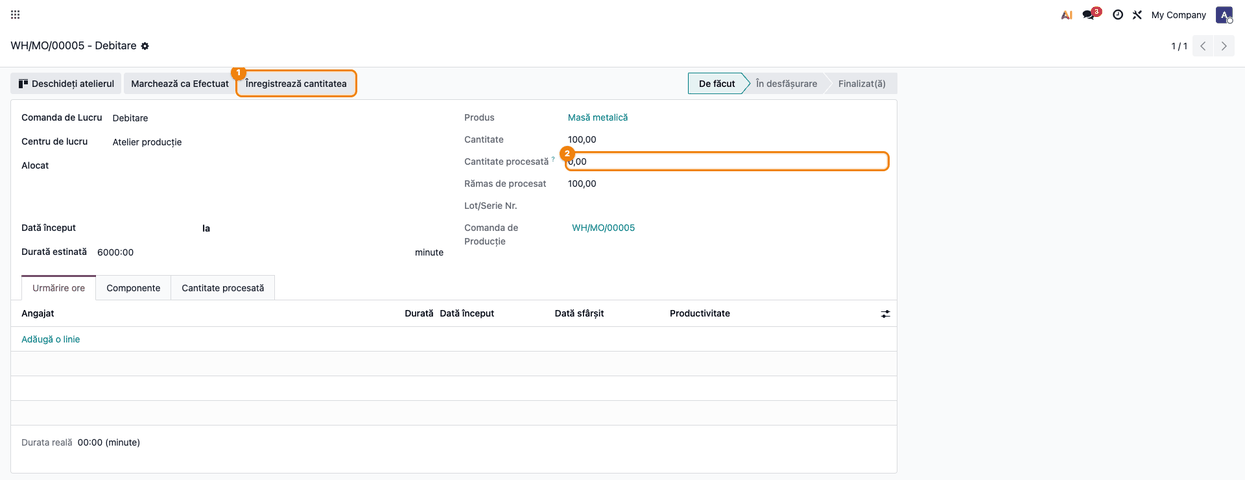 AI 3 My Company A
WH/MO/00005 - Debitare 1 / 1
1
Deschideți atelierul Marchează ca Efectuat Înregistrează cantitatea De făcut În desfășurare Finalizat(ă)
Comanda de Lucru Debitare Produs Masă metalică
Centru de lucru Atelier producție Cantitate 100,00
2
Alocat Cantitate procesată ? 0,00
Rămas de procesat 100,00
Lot/Serie Nr.
Dată început la Comanda de Producție WH/MO/00005
Durată estinată 6000:00 minute
Urmărire ore Componente Cantitate procesată
Angajat Durată Dată început Dată sfârșit Productivitate
Adăugă o linie
Durata reală 00:00 (minute)